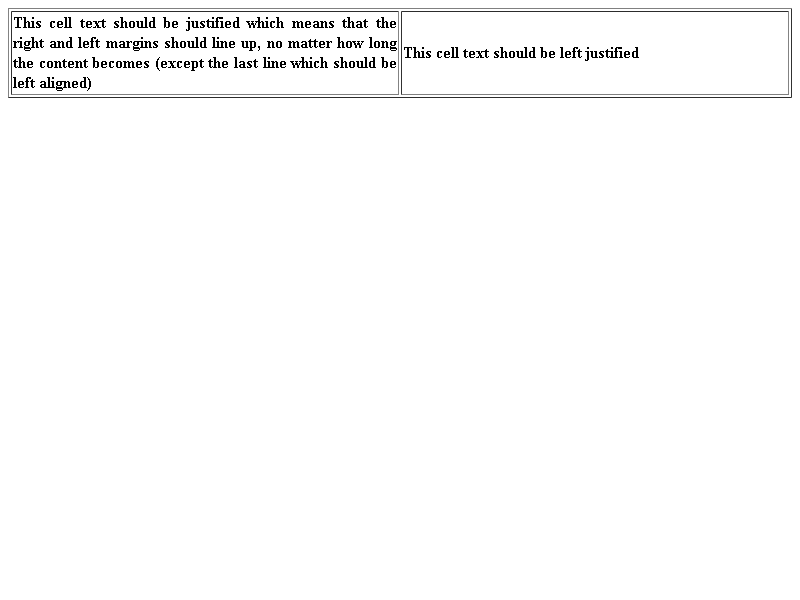 This cell text should be justified which means that the
right and left margins should line up, no matter how long
the content becomes (except the last line which should be
left aligned)
This cell text should be left justified